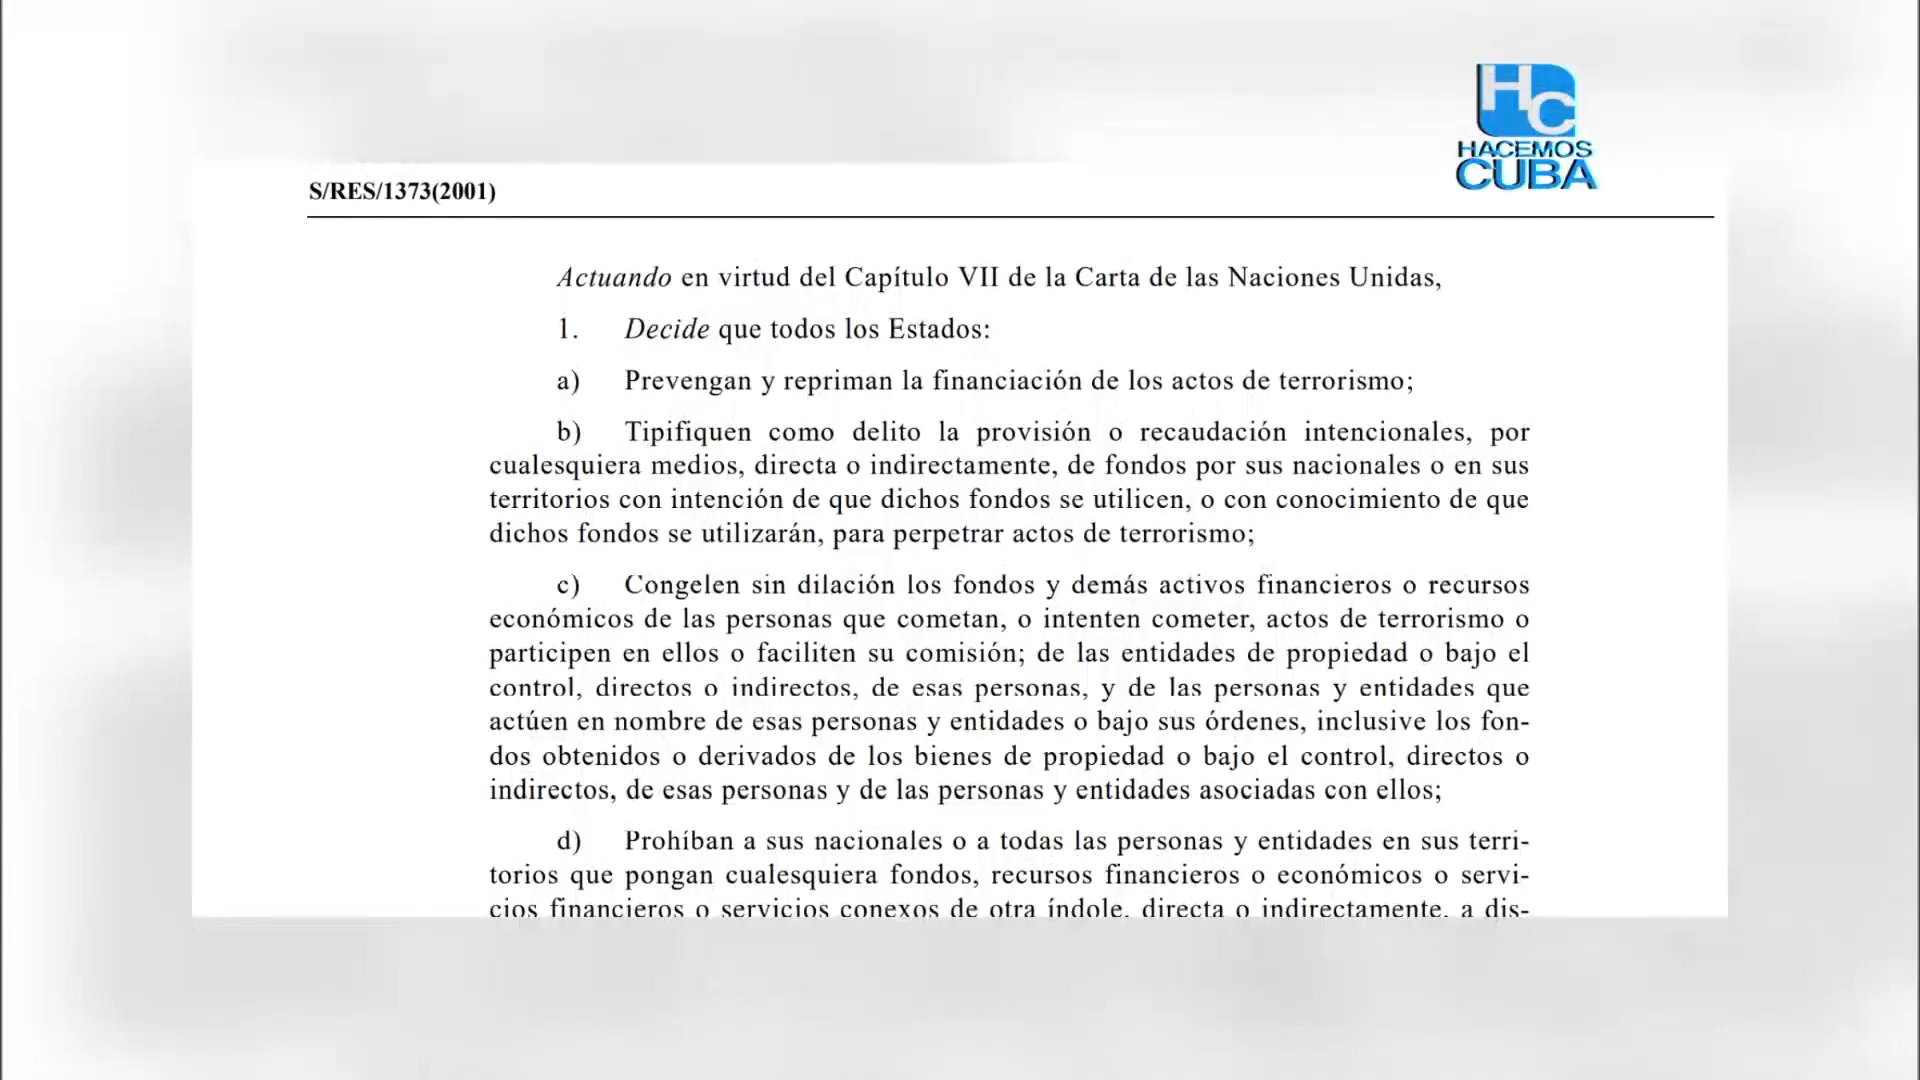 HC
HACEMOS
CUBA
S/RES/1373(2001)
Actuando en virtud del Capítulo VII de la Carta de las Naciones Unidas,
1. Decide que todos los Estados:
a) Prevengan y repriman la financiación de los actos de terrorismo;
b) Tipifiquen como delito la provisión o recaudación intencionales, por
cualesquiera medios, directa o indirectamente, de fondos por sus nacionales o en sus
territorios con intención de que dichos fondos se utilicen, o con conocimiento de que
dichos fondos se utilizarán, para perpetrar actos de terrorismo;
c) Congelen sin dilación los fondos y demás activos financieros o recursos
económicos de las personas que cometan, o intenten cometer, actos de terrorismo o
participen en ellos o faciliten su comisión; de las entidades de propiedad o bajo el
control, directos o indirectos, de esas personas, y de las personas y entidades que
actúen en nombre de esas personas y entidades o bajo sus órdenes, inclusive los fon-
dos obtenidos o derivados de los bienes de propiedad o bajo el control, directos o
indirectos, de esas personas y de las personas y entidades asociadas con ellos;
d) Prohíban a sus nacionales o a todas las personas y entidades en sus terri-
torios que pongan cualesquiera fondos, recursos financieros o económicos o servi-
cios financieros o servicios conexos de otra índole, directa o indirectamente, a dis-